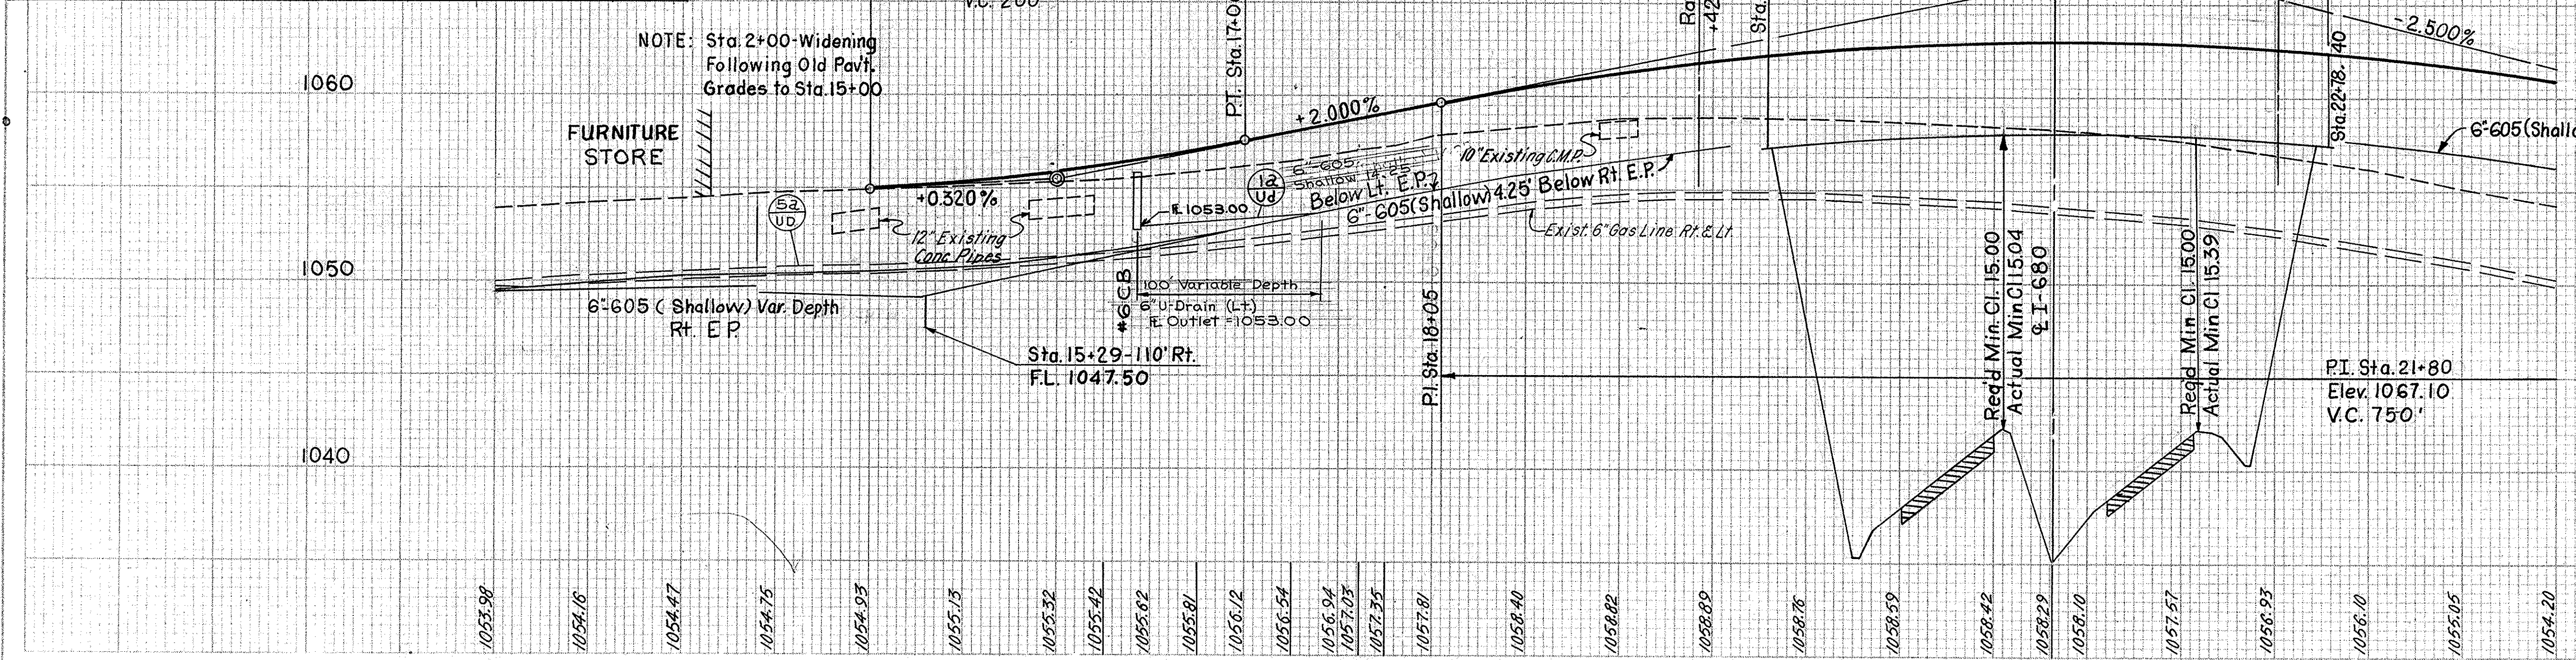 V.C. 200'
NOTE: Sta. 2+00-Widening
Following Old Pav't.
Grades to Sta. 15+00
1060
1050
1040
FURNITURE
STORE
5a
UD
+0.320%
12" Existing
Conc Pipes
6"-605 ( Shallow) Var. Depth
Rt. E P.
Sta. 15+29-110' Rt.
F.L. 1047.50
#6 CB
100' Variable Depth
6" U-Drain (Lt)
Outlet = 1053.00
1053.00
P.T. Sta. 17+0
+2.000%
1a
Ud
6"-605
Shallow
Below Lt. E.P.
6"-605(Shallow) 4.25' Below Rt. E.P.
10" Existing C.M.P.
Exist. 6" Gas Line Rt. & Lt.
P.I. Sta. 18+05
Ra
+42
Sta.
Req'd Min. Cl. 15.00
Actual Min Cl 15.04
℄ I-680
Req'd Min Cl. 15.00
Actual Min Cl 15.39
Sta. 22+78.40
-2.500%
6"-605 (Shallo
P.I. Sta. 21+80
Elev. 1067.10
V.C. 750'
1053.98
1054.16
1054.47
1054.75
1054.93
1055.13
1055.32
1055.42
1055.62
1055.81
1056.12
1056.54
1056.94
1057.03
1057.35
1057.81
1058.40
1058.82
1058.89
1058.76
1058.59
1058.42
1058.29
1058.10
1057.57
1056.93
1056.10
1055.05
1054.20